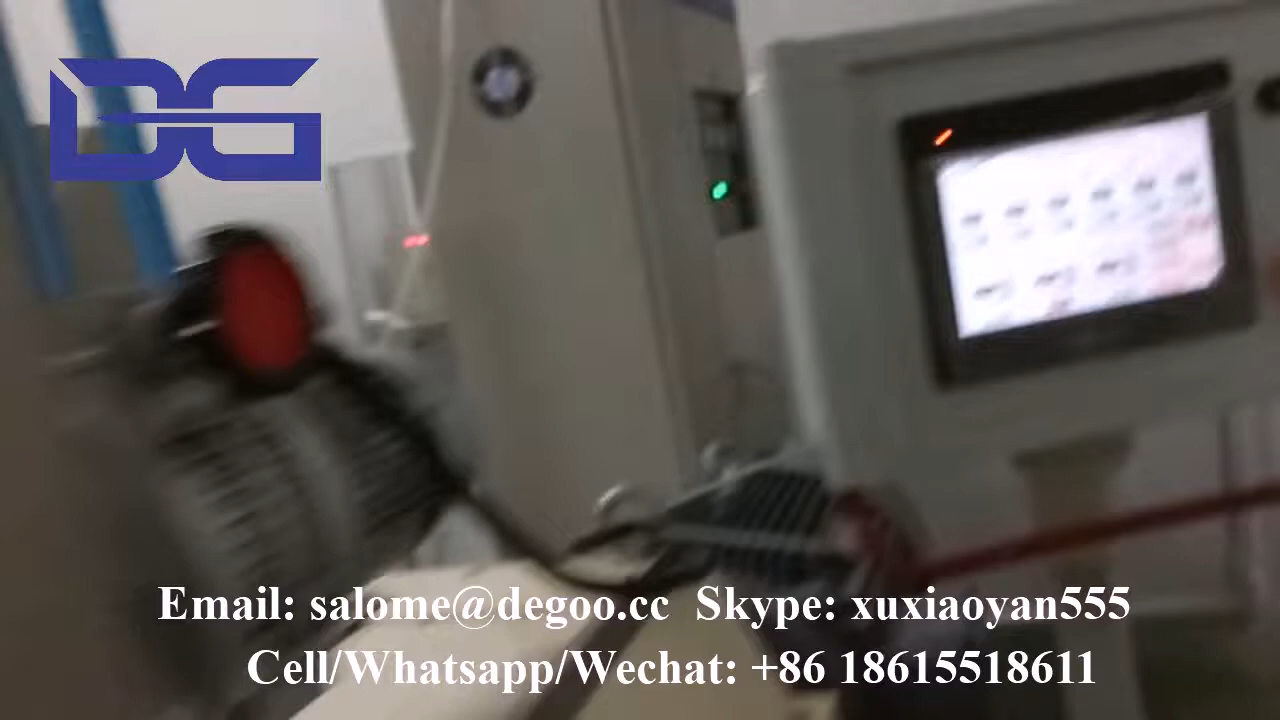 DG
Email: salome@degoo.cc Skype: xuxiaoyan555
Cell/Whatsapp/Wechat: +86 18615518611